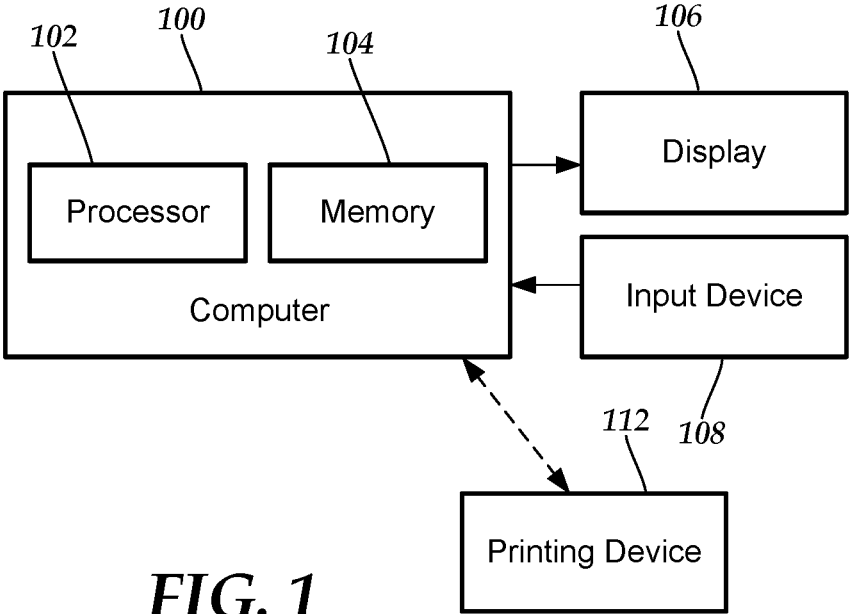 100
106
102
104
Display
Processor
Memory
Input Device
Computer
112
108
Printing Device
FIG. 1